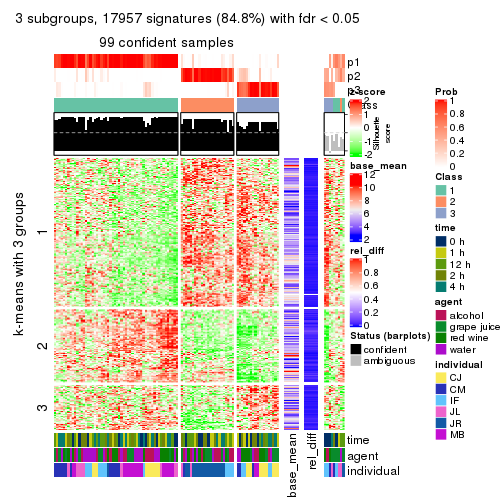 3 subgroups, 17957 signatures (84.8%) with fdr < 0.05
99 confident samples
p1
p2
p3
z-score
2
1
0
-1
-2
Class
Silhouette
score
k-means with 3 groups
1
2
3
base_mean
rel_diff
time
agent
individual
base_mean
12
10
8
6
4
2
rel_diff
1
0.8
0.6
0.4
0.2
0
Status (barplots)
confident
ambiguous
Prob
1
0.8
0.6
0.4
0.2
0
Class
1
2
3
time
0 h
1 h
12 h
2 h
4 h
agent
alcohol
grape juice
red wine
water
individual
CJ
CM
IF
JL
JR
MB